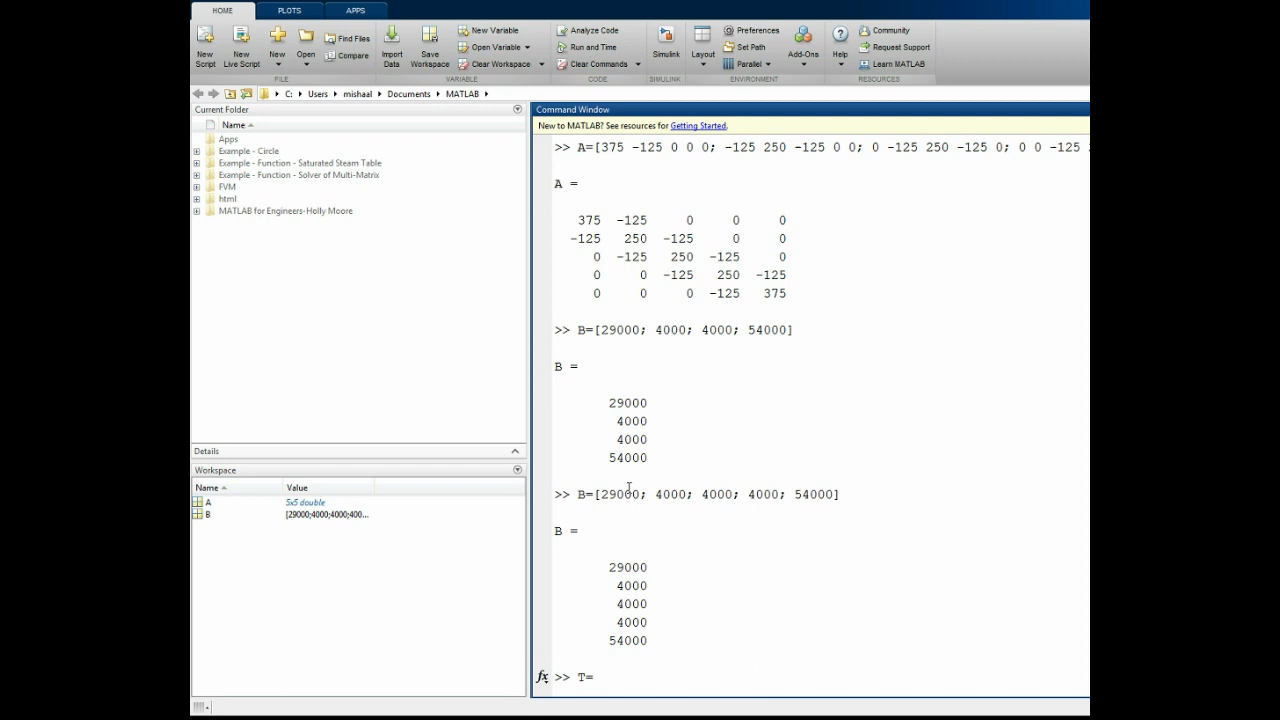 HOME PLOTS APPS
New Script
New Live Script
New
Open
Find Files
Compare
Import Data
Save Workspace
New Variable
Open Variable
Clear Workspace
Analyze Code
Run and Time
Clear Commands
Simulink
Layout
Preferences
Set Path
Parallel
Add-Ons
Help
Community
Request Support
Learn MATLAB
FILE VARIABLE CODE SIMULINK ENVIRONMENT RESOURCES
C: Users mishaal Documents MATLAB
Current Folder
Name
Apps
Example - Circle
Example - Function - Saturated Steam Table
Example - Function - Solver of Multi-Matrix
FVM
html
MATLAB for Engineers-Holly Moore
Details
Workspace
Name Value
A 5x5 double
B [29000;4000;4000;400...
Command Window
New to MATLAB? See resources for Getting Started.
>> A=[375 -125 0 0 0; -125 250 -125 0 0; 0 -125 250 -125 0; 0 0 -125
A =
375 -125 0 0 0
-125 250 -125 0 0
0 -125 250 -125 0
0 0 -125 250 -125
0 0 0 -125 375
>> B=[29000; 4000; 4000; 54000]
B =
29000
4000
4000
54000
>> B=[29000; 4000; 4000; 4000; 54000]
B =
29000
4000
4000
4000
54000
fx >> T=